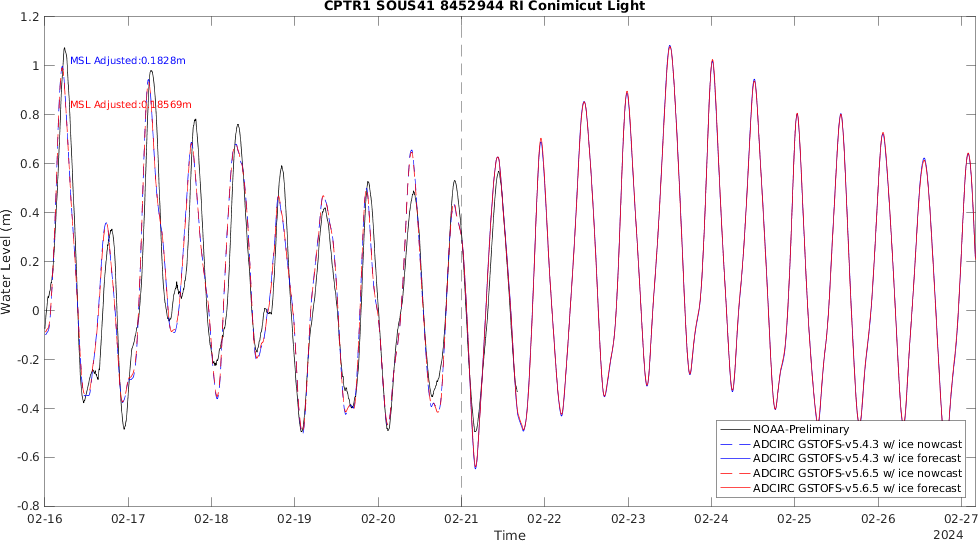 CPTR1 SOUS41 8452944 RI Conimicut Light
1.2
1
0.8
0.6
0.4
0.2
0
-0.2
-0.4
-0.6
-0.8
Water Level (m)
MSL Adjusted:0.1828m
MSL Adjusted:0.18569m
NOAA-Preliminary
ADCIRC GSTOFS-v5.4.3 w/ ice nowcast
ADCIRC GSTOFS-v5.4.3 w/ ice forecast
ADCIRC GSTOFS-v5.6.5 w/ ice nowcast
ADCIRC GSTOFS-v5.6.5 w/ ice forecast
02-16 02-17 02-18 02-19 02-20 02-21 02-22 02-23 02-24 02-25 02-26 02-27
Time
2024